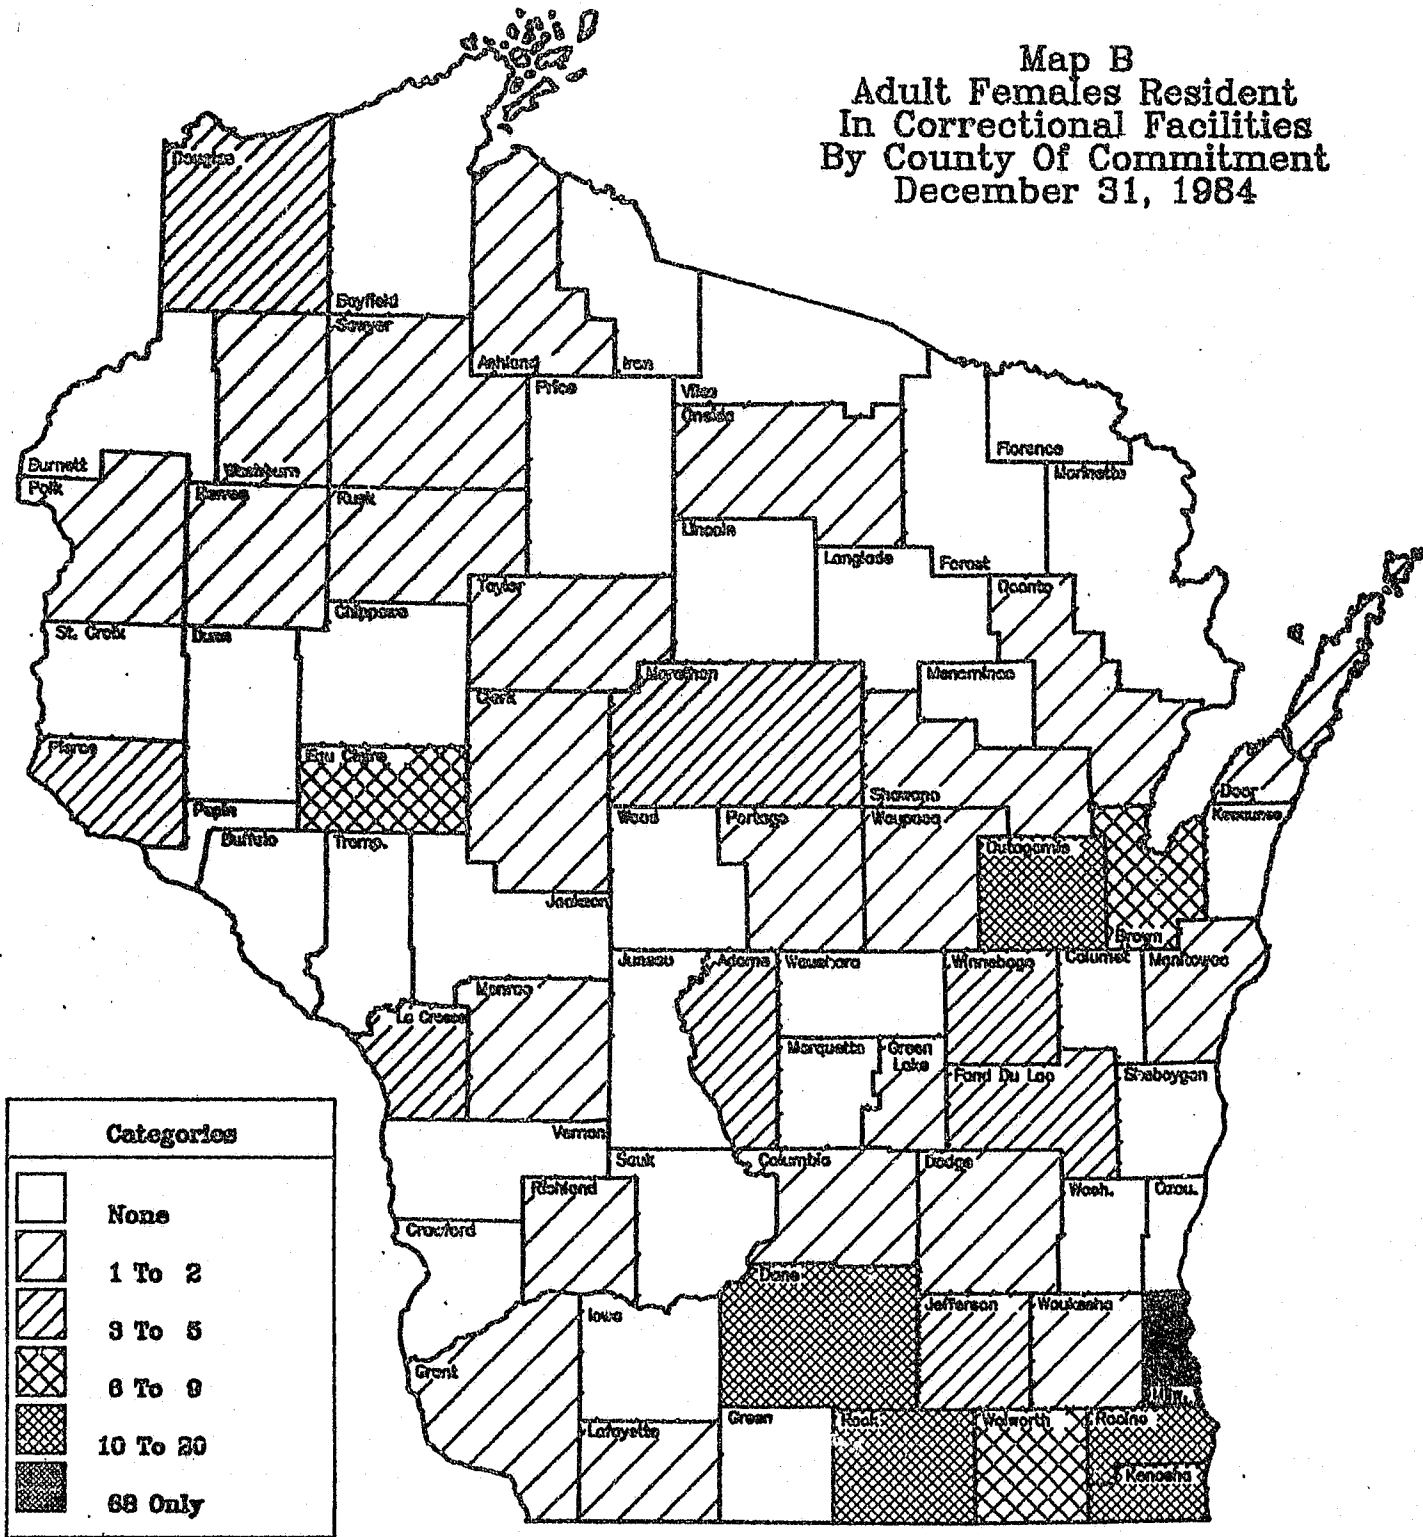 Map B
Adult Females Resident
In Correctional Facilities
By County Of Commitment
December 31, 1984
Douglas
Bayfield
Sawyer
Ashland
Iron
Price
Vilas
Oneida
Florence
Marinette
Burnett
Washburn
Polk
Barron
Rusk
Lincoln
Langlade
Forest
Oconto
Taylor
Chippewa
St. Croix
Dunn
Marathon
Menominee
Clark
Pierce
Eau Claire
Shawano
Door
Pepin
Wood
Portage
Waupaca
Kewaunee
Buffalo
Tremp.
Outagamie
Jackson
Brown
Juneau
Adams
Waushara
Winnebago
Calumet
Manitowoc
Monroe
La Crosse
Marquette
Green
Lake
Fond Du Lac
Sheboygan
Vernon
Sauk
Columbia
Dodge
Richland
Wash.
Ozau.
Crawford
Dane
Iowa
Jefferson
Waukesha
Grant
Milw.
Green
Rock
Walworth
Racine
Lafayette
Kenosha
Categories
None
1 To 2
3 To 5
6 To 9
10 To 20
68 Only